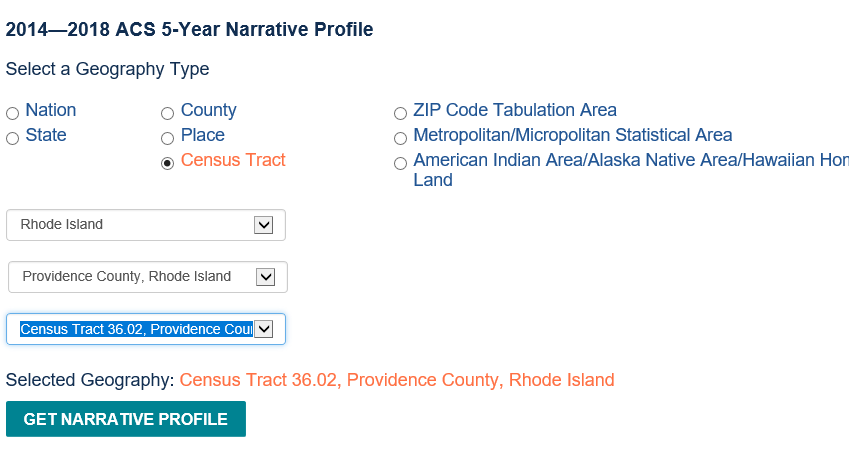 2014—2018 ACS 5-Year Narrative Profile
Select a Geography Type
Nation County ZIP Code Tabulation Area
State Place Metropolitan/Micropolitan Statistical Area
Census Tract American Indian Area/Alaska Native Area/Hawaiian Hon
Land
Rhode Island
Providence County, Rhode Island
Census Tract 36.02, Providence Coun
Selected Geography: Census Tract 36.02, Providence County, Rhode Island
GET NARRATIVE PROFILE